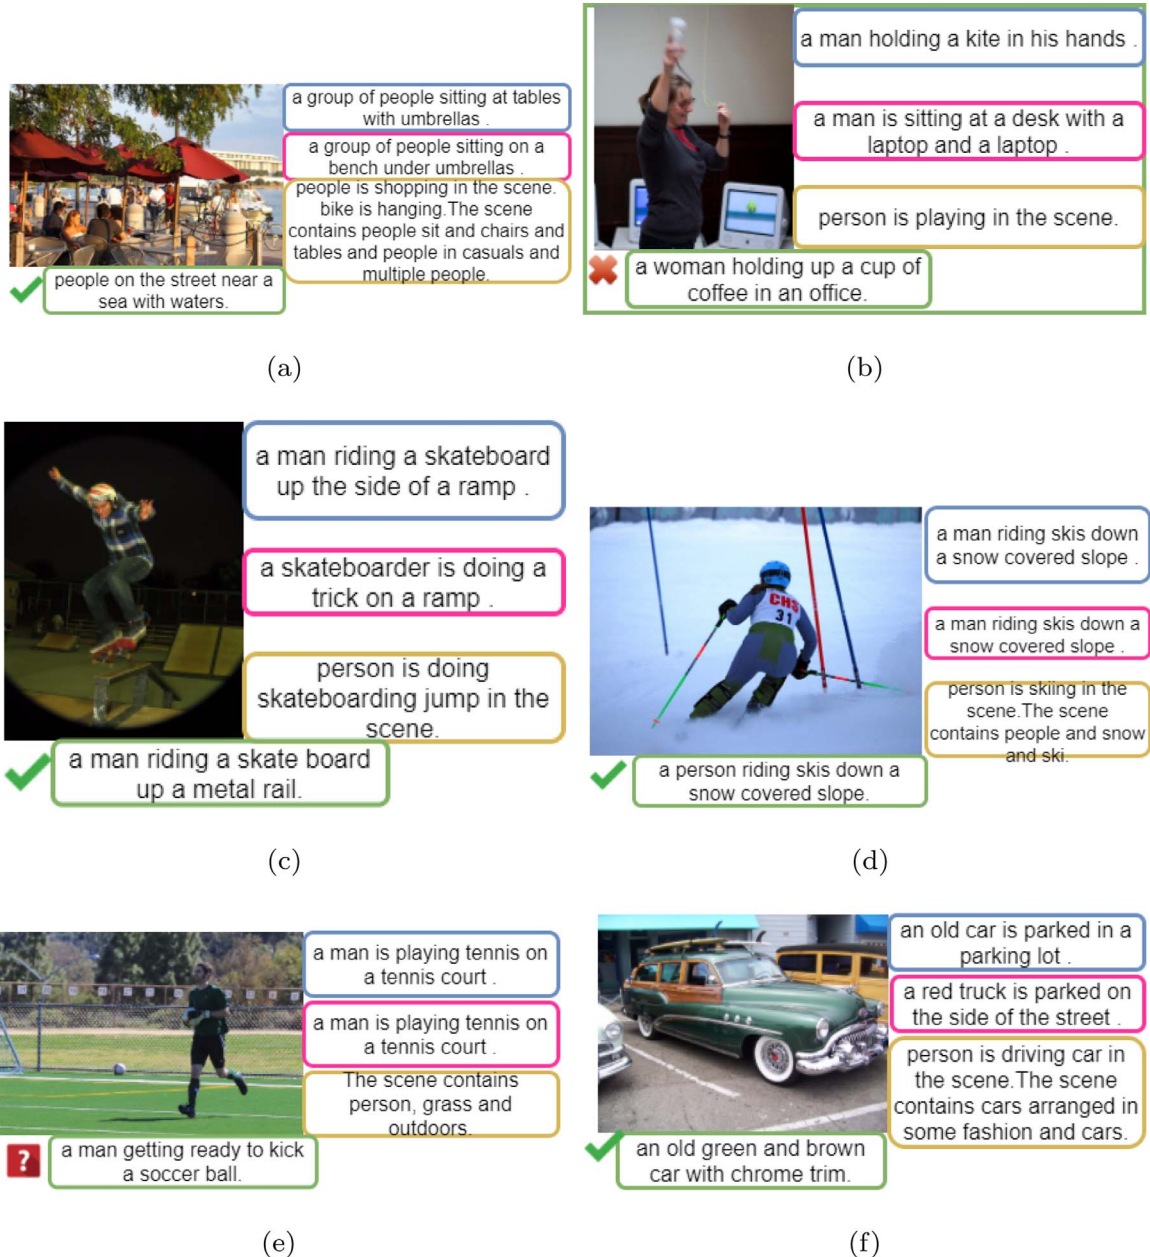 a group of people sitting at tables
with umbrellas .
a group of people sitting on a
bench under umbrellas .
people is shopping in the scene.
bike is hanging.The scene
contains people sit and chairs and
tables and people in casuals and
multiple people.
people on the street near a
sea with waters.
(a)
a man holding a kite in his hands .
a man is sitting at a desk with a
laptop and a laptop .
person is playing in the scene.
a woman holding up a cup of
coffee in an office.
(b)
a man riding a skateboard
up the side of a ramp .
a skateboarder is doing a
trick on a ramp .
person is doing
skateboarding jump in the
scene.
a man riding a skate board
up a metal rail.
(c)
CHS
31
a man riding skis down
a snow covered slope .
a man riding skis down a
snow covered slope .
person is skiing in the
scene.The scene
contains people and snow
and ski.
a person riding skis down a
snow covered slope.
(d)
a man is playing tennis on
a tennis court .
a man is playing tennis on
a tennis court .
The scene contains
person, grass and
outdoors.
?
a man getting ready to kick
a soccer ball.
(e)
an old car is parked in a
parking lot .
a red truck is parked on
the side of the street .
person is driving car in
the scene.The scene
contains cars arranged in
some fashion and cars.
an old green and brown
car with chrome trim.
(f)